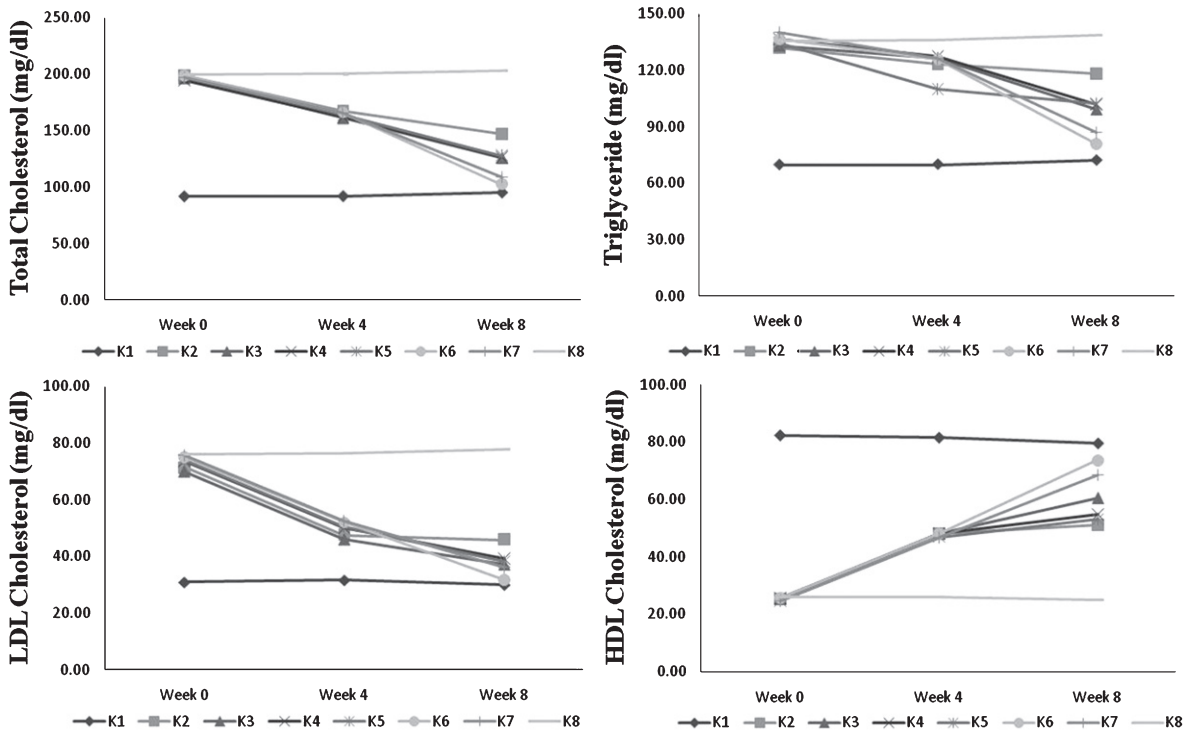 Total Cholesterol (mg/dl)
250.00
200.00
150.00
100.00
50.00
0.00
Week 0 Week 4 Week 8
K1 K2 K3 K4 K5 K6 K7 K8
Triglyceride (mg/dl)
150.00
120.00
90.00
60.00
30.00
0.00
Week 0 Week 4 Week 8
K1 K2 K3 K4 K5 K6 K7 K8
LDL Cholesterol (mg/dl)
100.00
80.00
60.00
40.00
20.00
0.00
Week 0 Week 4 Week 8
K1 K2 K3 K4 K5 K6 K7 K8
HDL Cholesterol (mg/dl)
100.00
80.00
60.00
40.00
20.00
0.00
Week 0 Week 4 Week 8
K1 K2 K3 K4 K5 K6 K7 K8